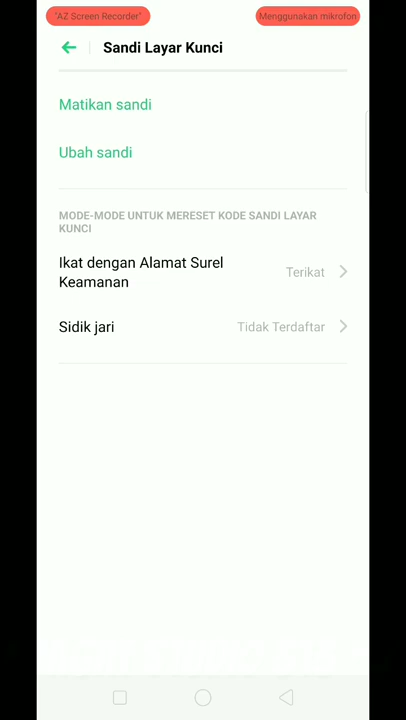 "AZ Screen Recorder"
Menggunakan mikrofon
Sandi Layar Kunci
Matikan sandi
Ubah sandi
MODE-MODE UNTUK MERESET KODE SANDI LAYAR
KUNCI
Ikat dengan Alamat Surel
Keamanan
Terikat
Sidik jari
Tidak Terdaftar